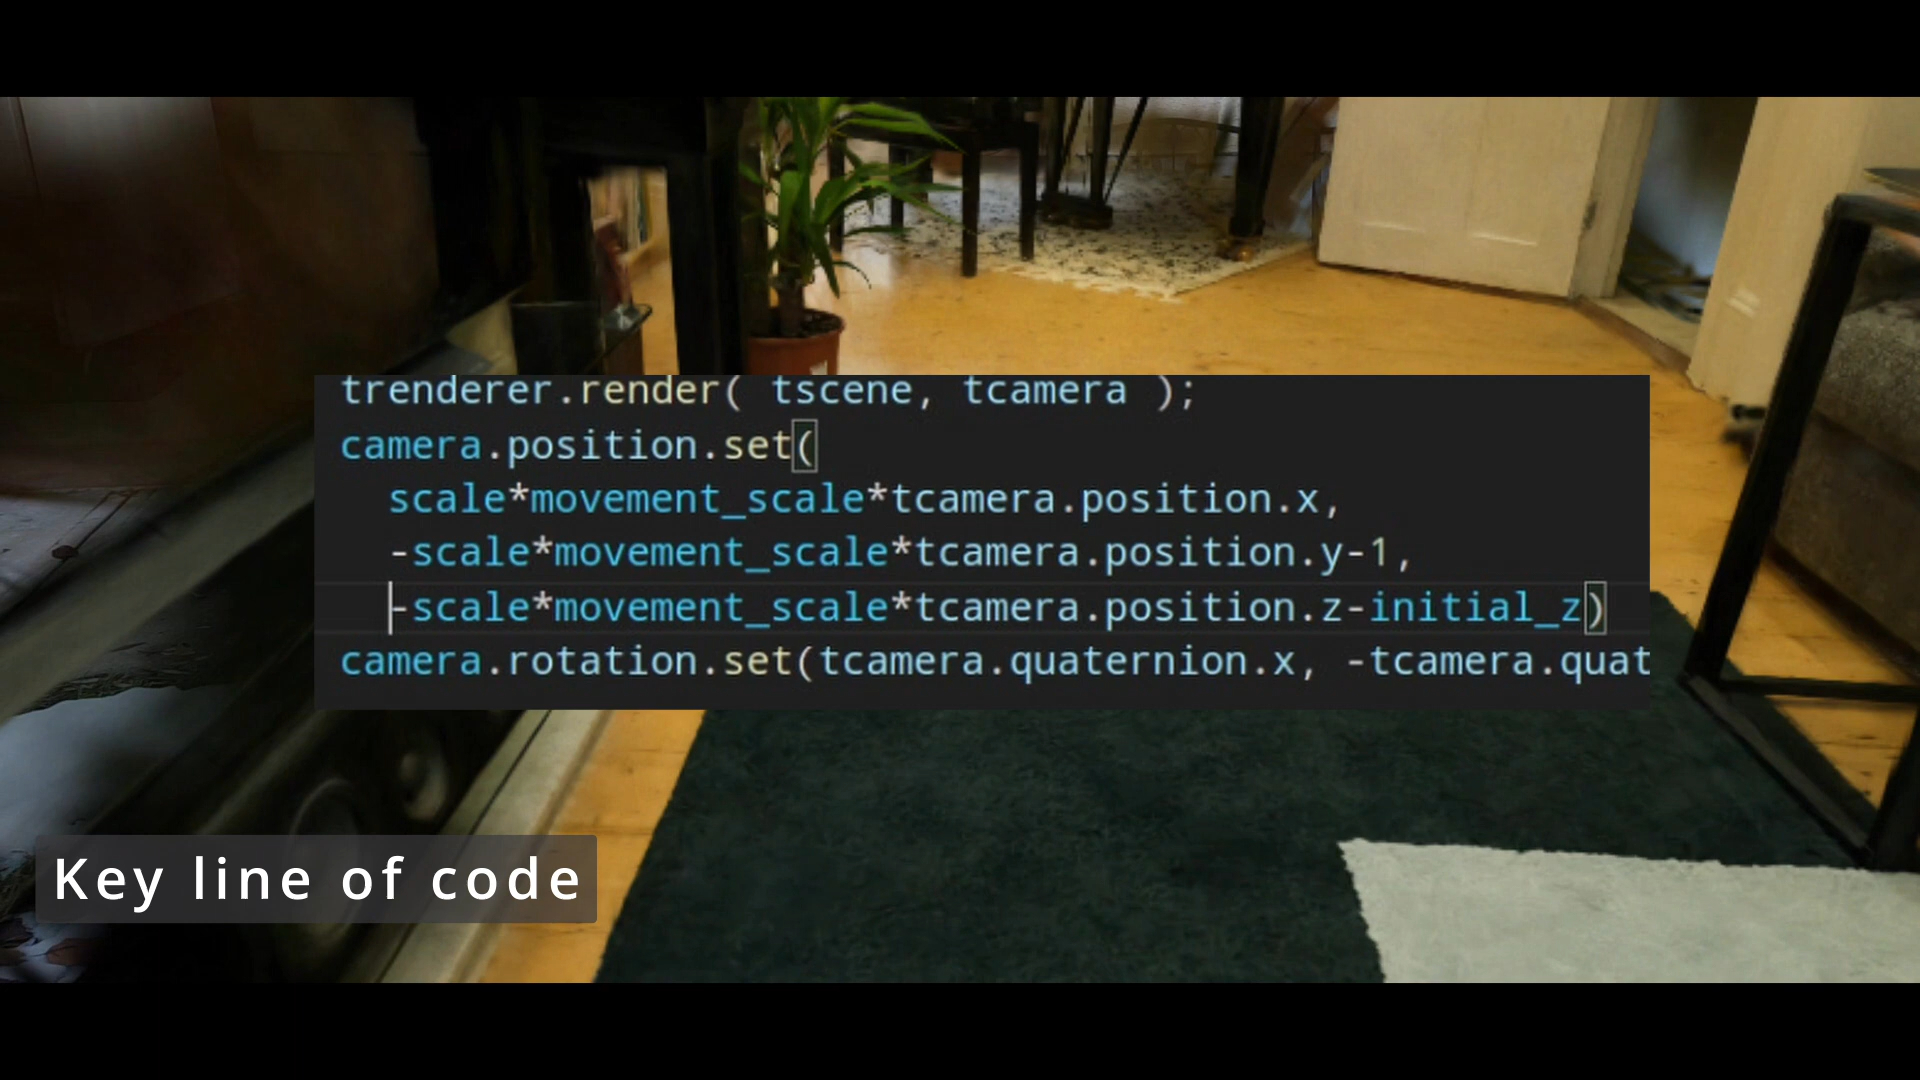 trenderer.render( tscene, tcamera );
camera.position.set(
scale*movement_scale*tcamera.position.x,
-scale*movement_scale*tcamera.position.y-1,
-scale*movement_scale*tcamera.position.z-initial_z)
camera.rotation.set(tcamera.quaternion.x, -tcamera.quat
Key line of code